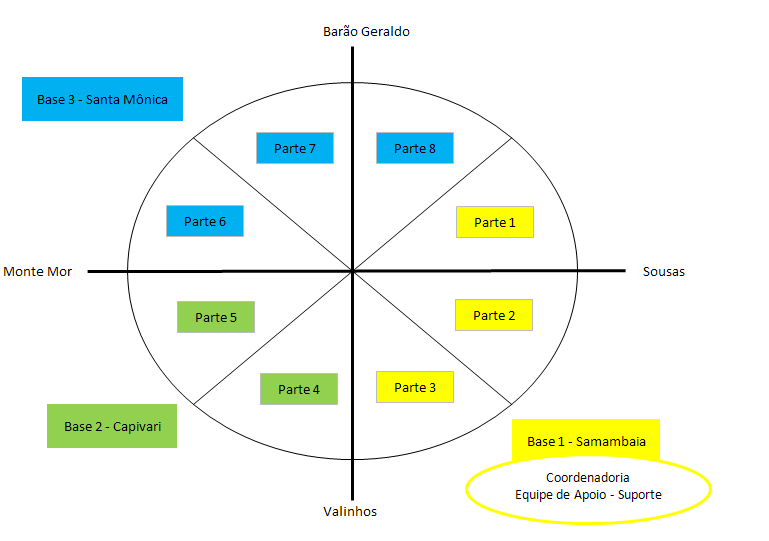 Barão Geraldo
Base 3 - Santa Mônica
Parte 7
Parte 8
Parte 6
Parte 1
Monte Mor
Sousas
Parte 5
Parte 2
Parte 4
Parte 3
Base 2 - Capivari
Base 1 - Samambaia
Coordenadoria
Equipe de Apoio - Suporte
Valinhos